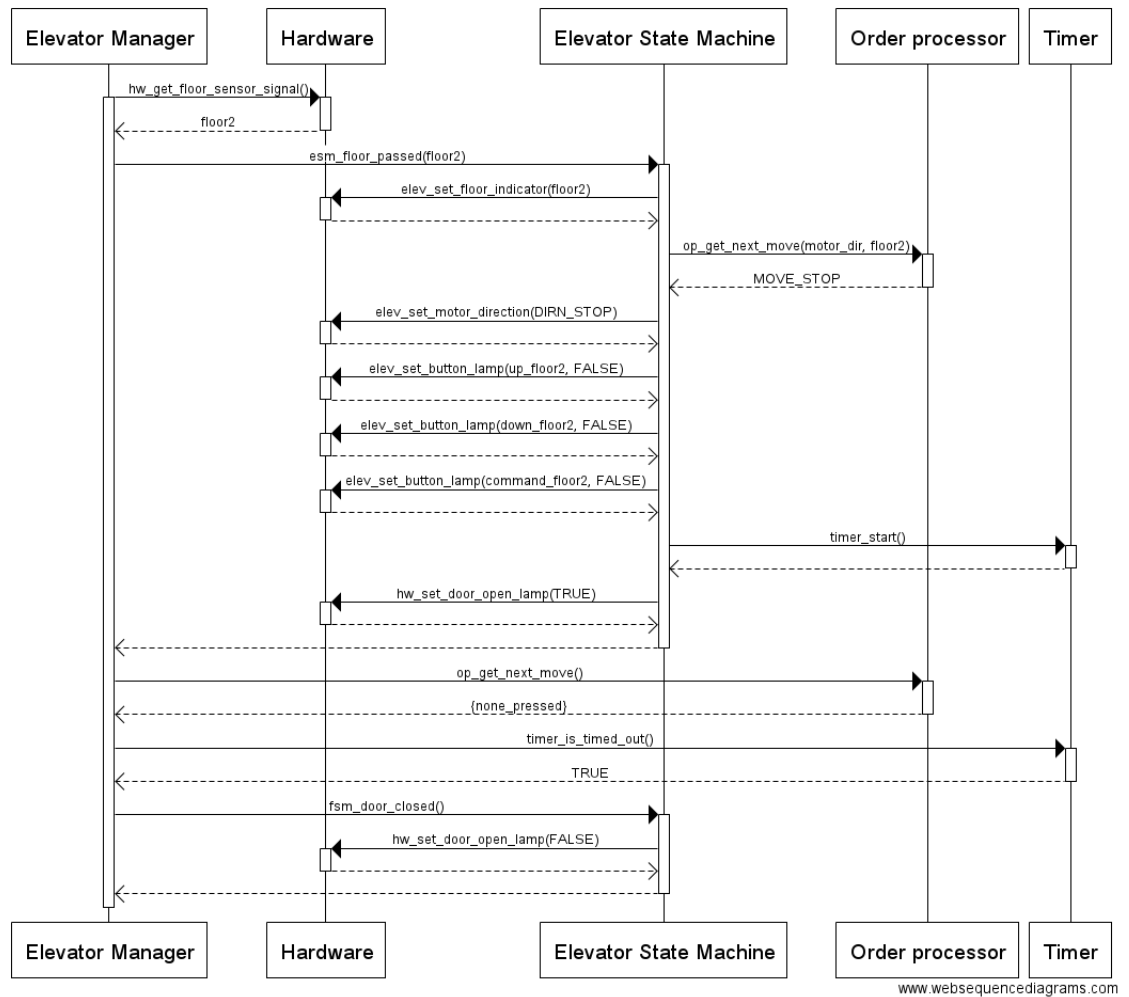 Elevator Manager
Hardware
Elevator State Machine
Order processor
Timer
hw_get_floor_sensor_signal()
floor2
esm_floor_passed(floor2)
elev_set_floor_indicator(floor2)
op_get_next_move(motor_dir, floor2)
MOVE_STOP
elev_set_motor_direction(DIRN_STOP)
elev_set_button_lamp(up_floor2, FALSE)
elev_set_button_lamp(down_floor2, FALSE)
elev_set_button_lamp(command_floor2, FALSE)
timer_start()
hw_set_door_open_lamp(TRUE)
op_get_next_move()
{none_pressed}
timer_is_timed_out()
TRUE
fsm_door_closed()
hw_set_door_open_lamp(FALSE)
Elevator Manager
Hardware
Elevator State Machine
Order processor
Timer
www.websequencediagrams.com